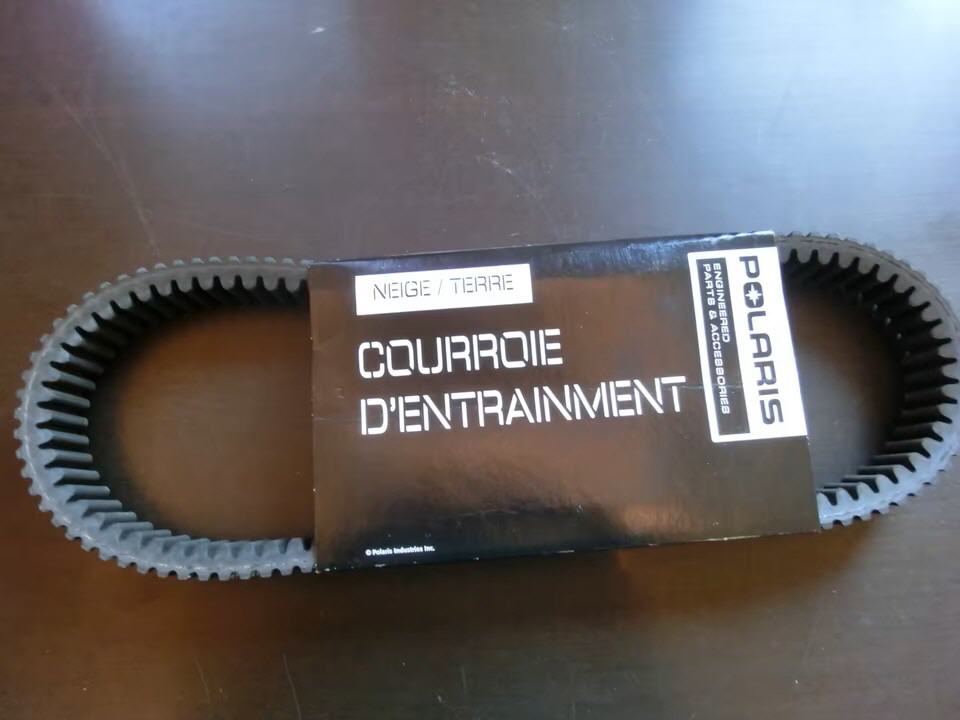 NEIGE / TERRE
COURROIE
D'ENTRAINMENT
POLARIS
ENGINEERED
PARTS & ACCESSORIES
© Polaris Industries Inc.